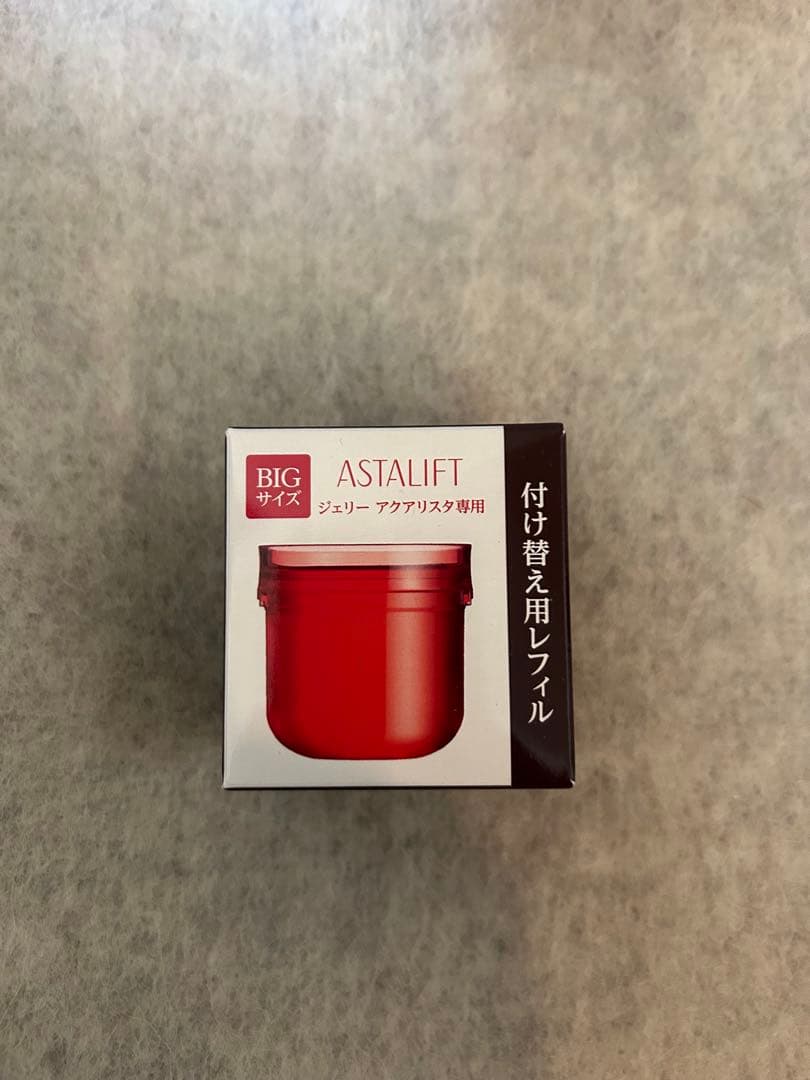 BIG
サイズ
ASTALIFT
ジェリー アクアリスタ専用
付け替え用レフィル